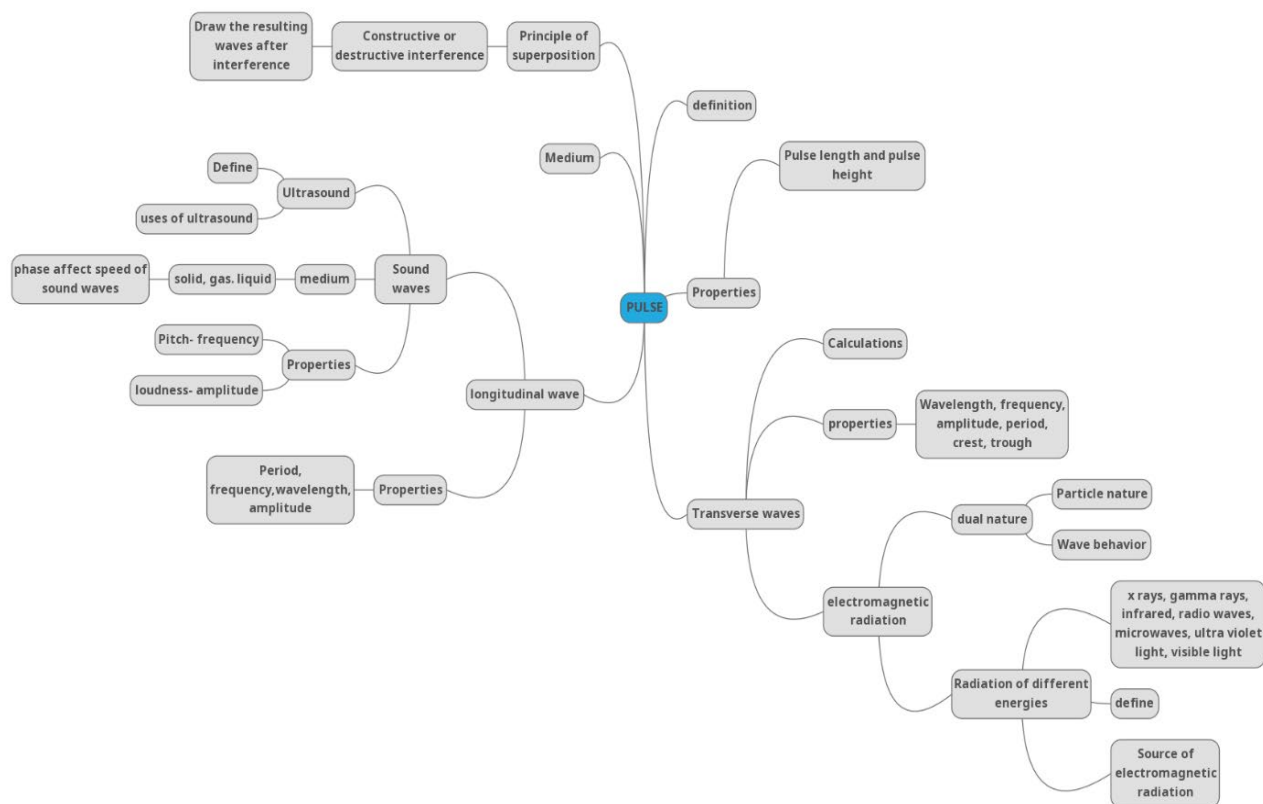 Draw the resulting
waves after
interference
Constructive or
destructive interference
Principle of
superposition
definition
Medium
Pulse length and pulse
height
Define
Ultrasound
uses of ultrasound
phase affect speed of
sound waves
solid, gas. liquid
medium
Sound
waves
Properties
PULSE
Pitch- frequency
Properties
loudness- amplitude
longitudinal wave
Calculations
properties
Wavelength, frequency,
amplitude, period,
crest, trough
Period,
frequency,wavelength,
amplitude
Properties
Transverse waves
Particle nature
dual nature
Wave behavior
electromagnetic
radiation
x rays, gamma rays,
infrared, radio waves,
microwaves, ultra violet
light, visible light
Radiation of different
energies
define
Source of
electromagnetic
radiation